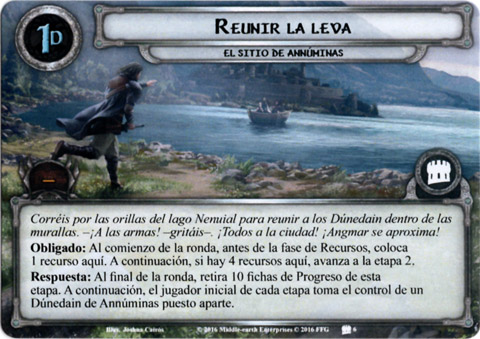 1D
REUNIR LA LEVA
EL SITIO DE ANNÚMINAS
Corréis por las orillas del lago Nenuial para reunir a los Dúnedain dentro de las
murallas. –¡A las armas! –gritáis–. ¡Todos a la ciudad! ¡Angmar se aproxima!
Obligado: Al comienzo de la ronda, antes de la fase de Recursos, coloca
1 recurso aquí. A continuación, si hay 4 recursos aquí, avanza a la etapa 2.
Respuesta: Al final de la ronda, retira 10 fichas de Progreso de esta
etapa. A continuación, el jugador inicial de cada etapa toma el control de un
Dúnedain de Annúminas puesto aparte.
Illus. Joshua Cairós © 2016 Middle-earth Enterprises © 2016 FFG 6